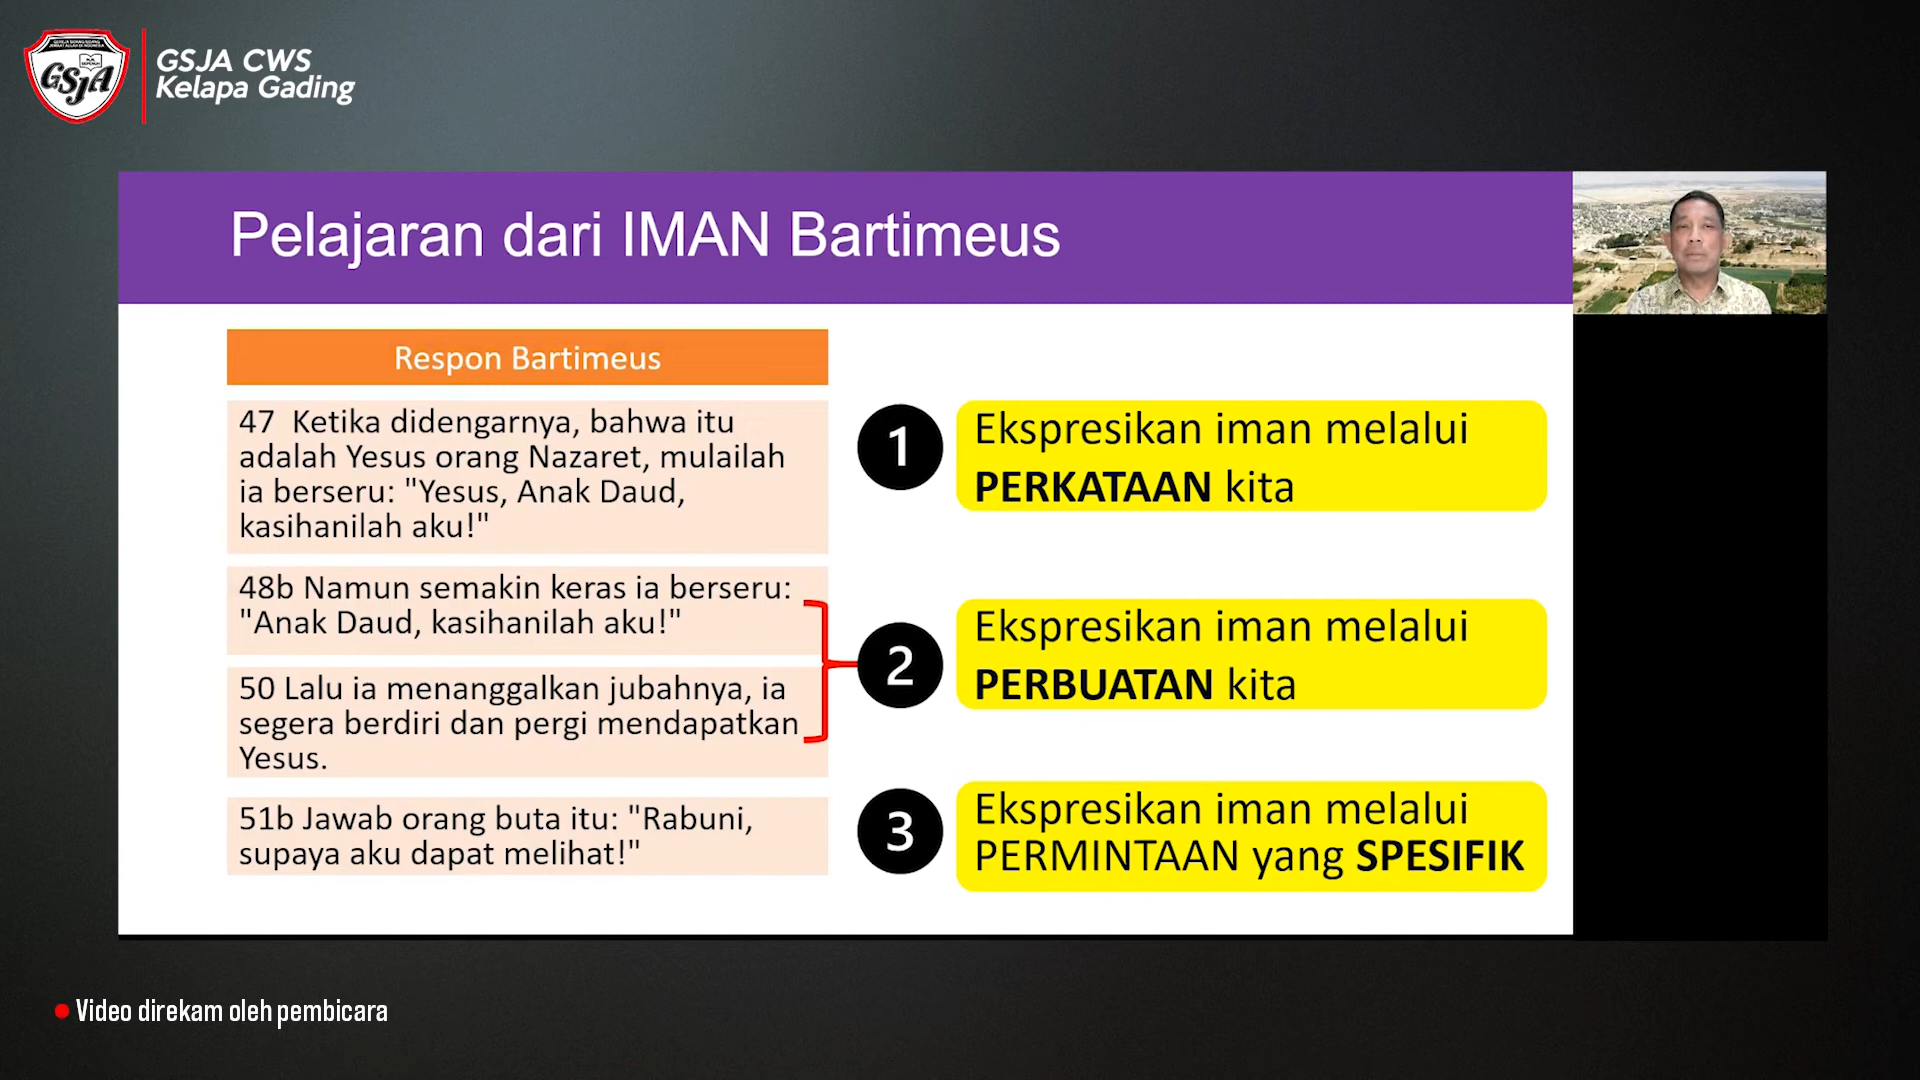 GSJA
GSJA CWS
Kelapa Gading
Pelajaran dari IMAN Bartimeus
Respon Bartimeus
47 Ketika didengarnya, bahwa itu
adalah Yesus orang Nazaret, mulailah
ia berseru: "Yesus, Anak Daud,
kasihanilah aku!"
48b Namun semakin keras ia berseru:
"Anak Daud, kasihanilah aku!"
50 Lalu ia menanggalkan jubahnya, ia
segera berdiri dan pergi mendapatkan
Yesus.
51b Jawab orang buta itu: "Rabuni,
supaya aku dapat melihat!"
1
Ekspresikan iman melalui
PERKATAAN kita
2
Ekspresikan iman melalui
PERBUATAN kita
3
Ekspresikan iman melalui
PERMINTAAN yang SPESIFIK
Video direkam oleh pembicara